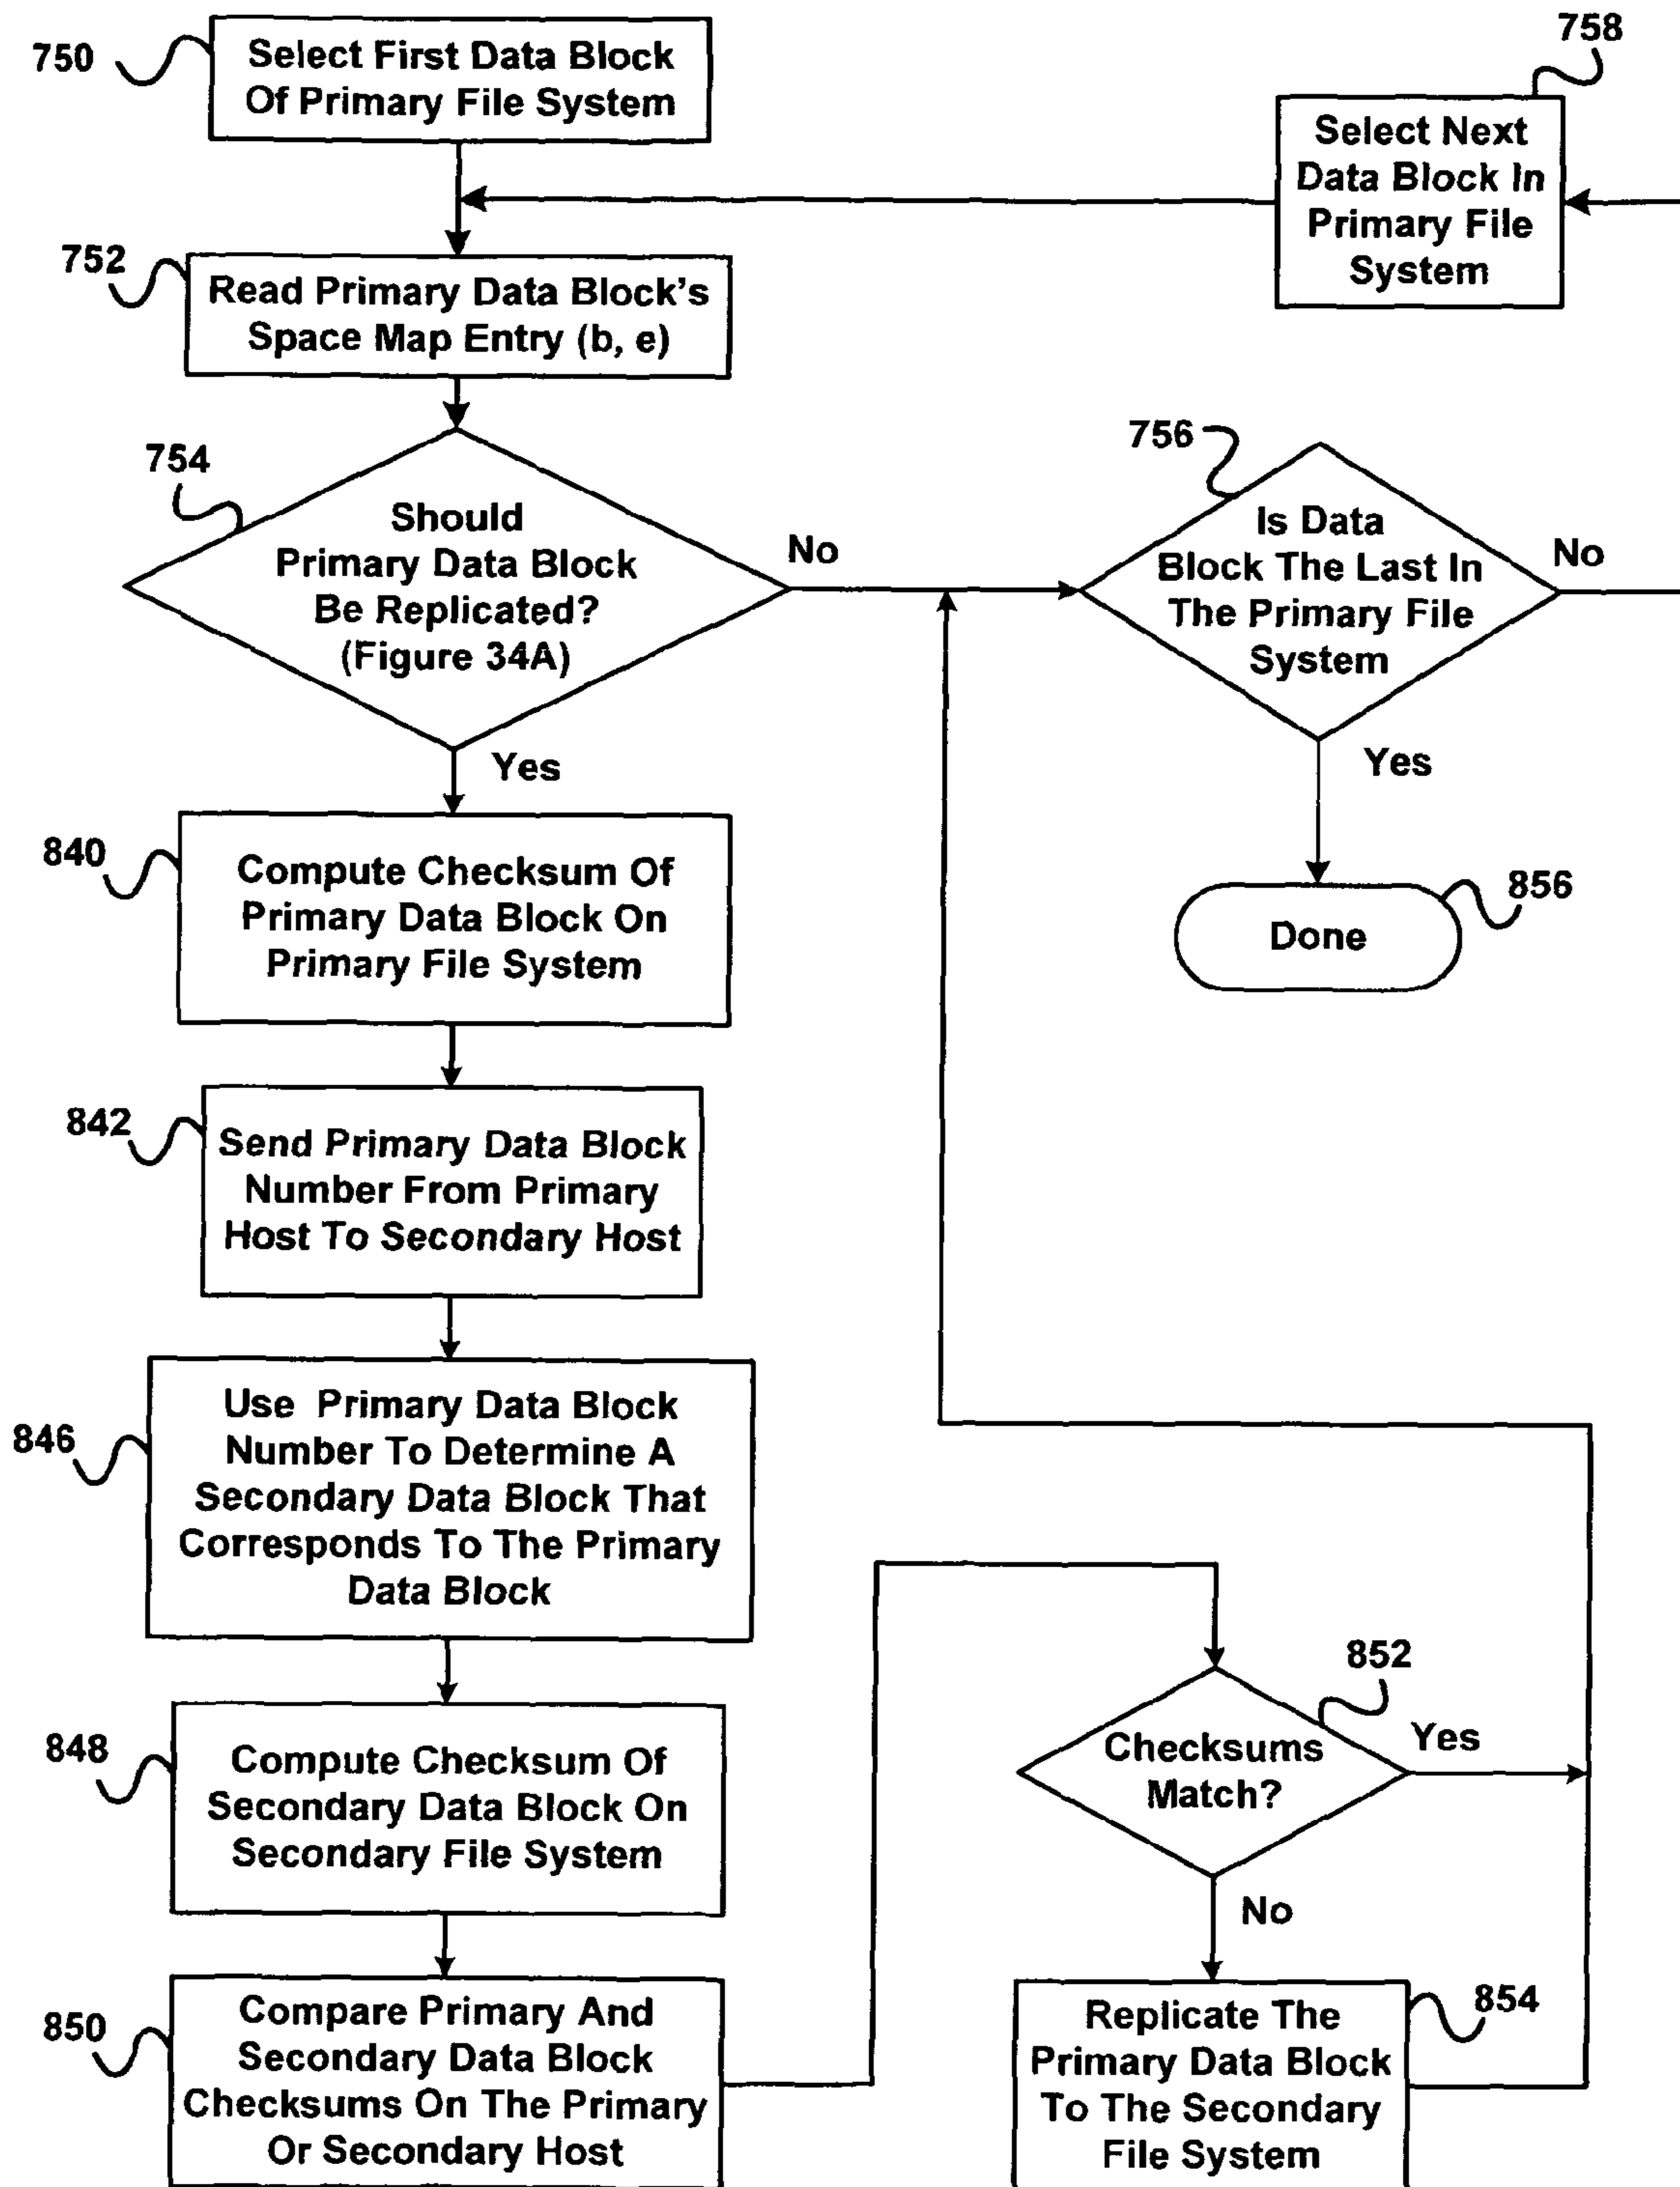 750
Select First Data Block
Of Primary File System
758
Select Next
Data Block In
Primary File
System
752
Read Primary Data Block's
Space Map Entry (b, e)
754
Should
Primary Data Block
Be Replicated?
(Figure 34A)
No
Yes
756
Is Data
Block The Last In
The Primary File
System
No
Yes
856
Done
840
Compute Checksum Of
Primary Data Block On
Primary File System
842
Send Primary Data Block
Number From Primary
Host To Secondary Host
846
Use Primary Data Block
Number To Determine A
Secondary Data Block That
Corresponds To The Primary
Data Block
848
Compute Checksum Of
Secondary Data Block On
Secondary File System
850
Compare Primary And
Secondary Data Block
Checksums On The Primary
Or Secondary Host
852
Checksums
Match?
Yes
No
854
Replicate The
Primary Data Block
To The Secondary
File System